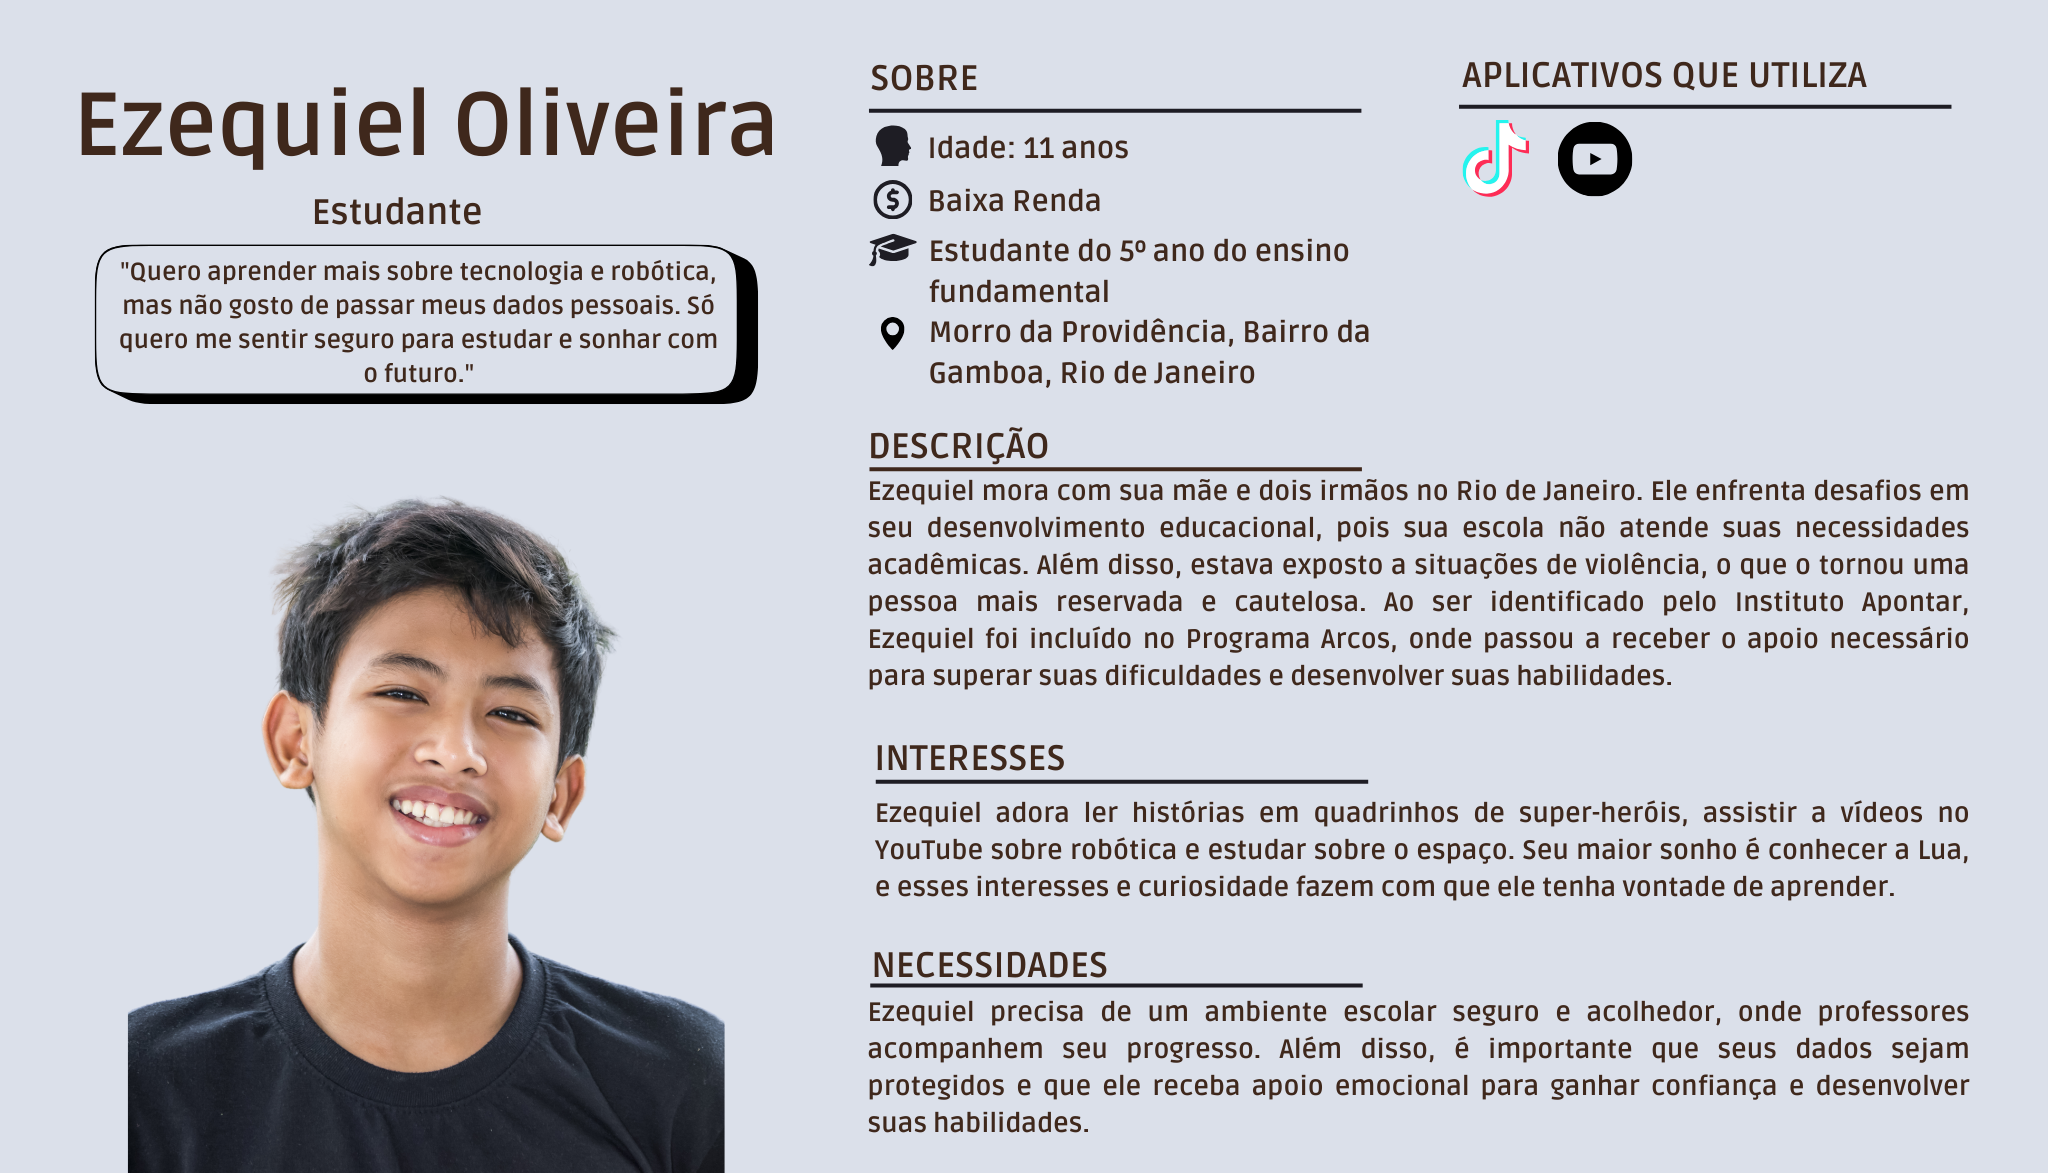 Ezequiel Oliveira
Estudante
"Quero aprender mais sobre tecnologia e robótica,
mas não gosto de passar meus dados pessoais. Só
quero me sentir seguro para estudar e sonhar com
o futuro."
SOBRE
Idade: 11 anos
Baixa Renda
Estudante do 5º ano do ensino
fundamental
Morro da Providência, Bairro da
Gamboa, Rio de Janeiro
APLICATIVOS QUE UTILIZA
DESCRIÇÃO
Ezequiel mora com sua mãe e dois irmãos no Rio de Janeiro. Ele enfrenta desafios em
seu desenvolvimento educacional, pois sua escola não atende suas necessidades
acadêmicas. Além disso, estava exposto a situações de violência, o que o tornou uma
pessoa mais reservada e cautelosa. Ao ser identificado pelo Instituto Apontar,
Ezequiel foi incluído no Programa Arcos, onde passou a receber o apoio necessário
para superar suas dificuldades e desenvolver suas habilidades.
INTERESSES
Ezequiel adora ler histórias em quadrinhos de super-heróis, assistir a vídeos no
YouTube sobre robótica e estudar sobre o espaço. Seu maior sonho é conhecer a Lua,
e esses interesses e curiosidade fazem com que ele tenha vontade de aprender.
NECESSIDADES
Ezequiel precisa de um ambiente escolar seguro e acolhedor, onde professores
acompanhem seu progresso. Além disso, é importante que seus dados sejam
protegidos e que ele receba apoio emocional para ganhar confiança e desenvolver
suas habilidades.